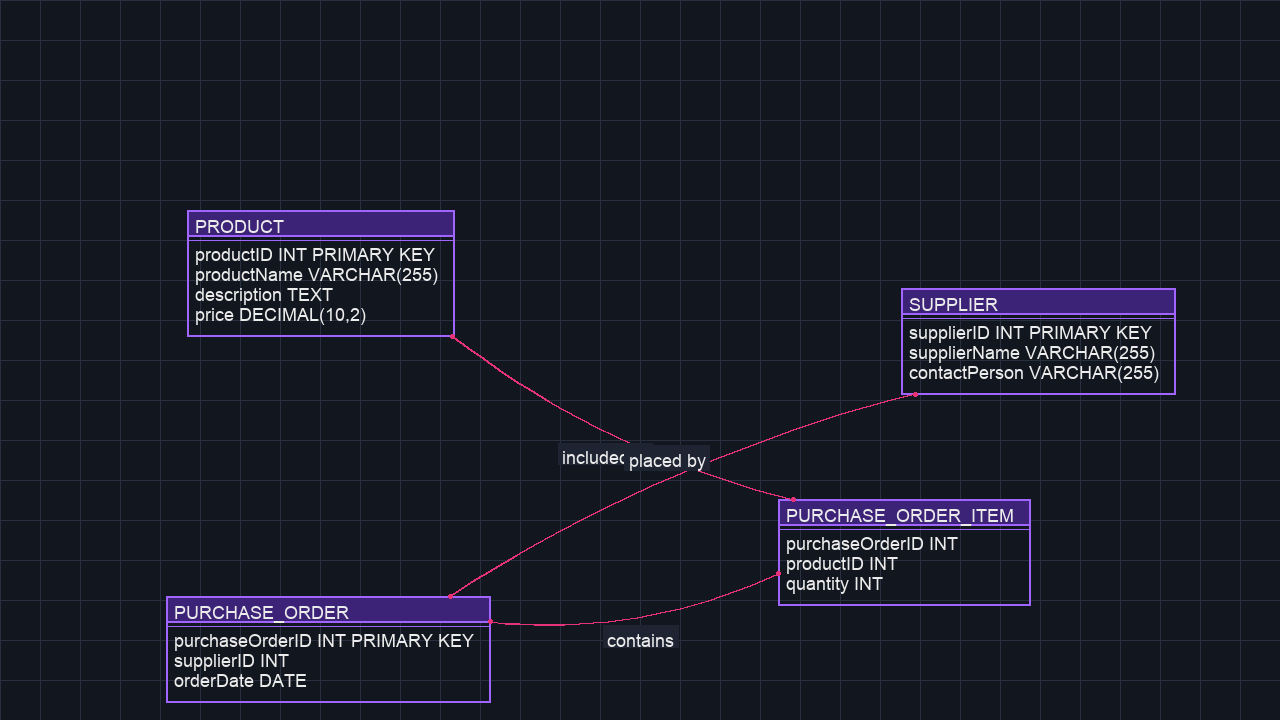 PRODUCT
productID INT PRIMARY KEY
productName VARCHAR(255)
description TEXT
price DECIMAL(10,2)
SUPPLIER
supplierID INT PRIMARY KEY
supplierName VARCHAR(255)
contactPerson VARCHAR(255)
placed by
PURCHASE_ORDER_ITEM
purchaseOrderID INT
productID INT
quantity INT
PURCHASE_ORDER
purchaseOrderID INT PRIMARY KEY
supplierID INT
orderDate DATE
contains